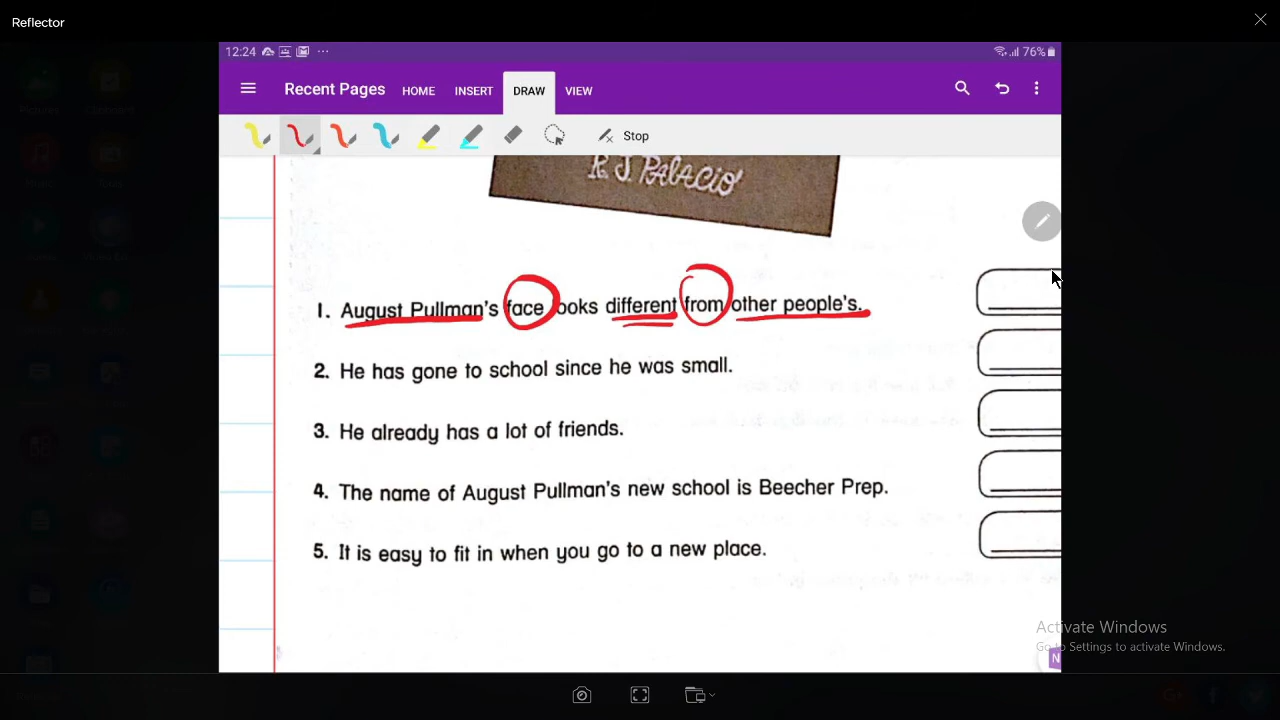 Reflector
12:24 76%
Recent Pages HOME INSERT DRAW VIEW
Stop
R. J. PALACIO
1. August Pullman's face looks different from other people's.
2. He has gone to school since he was small.
3. He already has a lot of friends.
4. The name of August Pullman's new school is Beecher Prep.
5. It is easy to fit in when you go to a new place.
Activate Windows
Go to Settings to activate Windows.